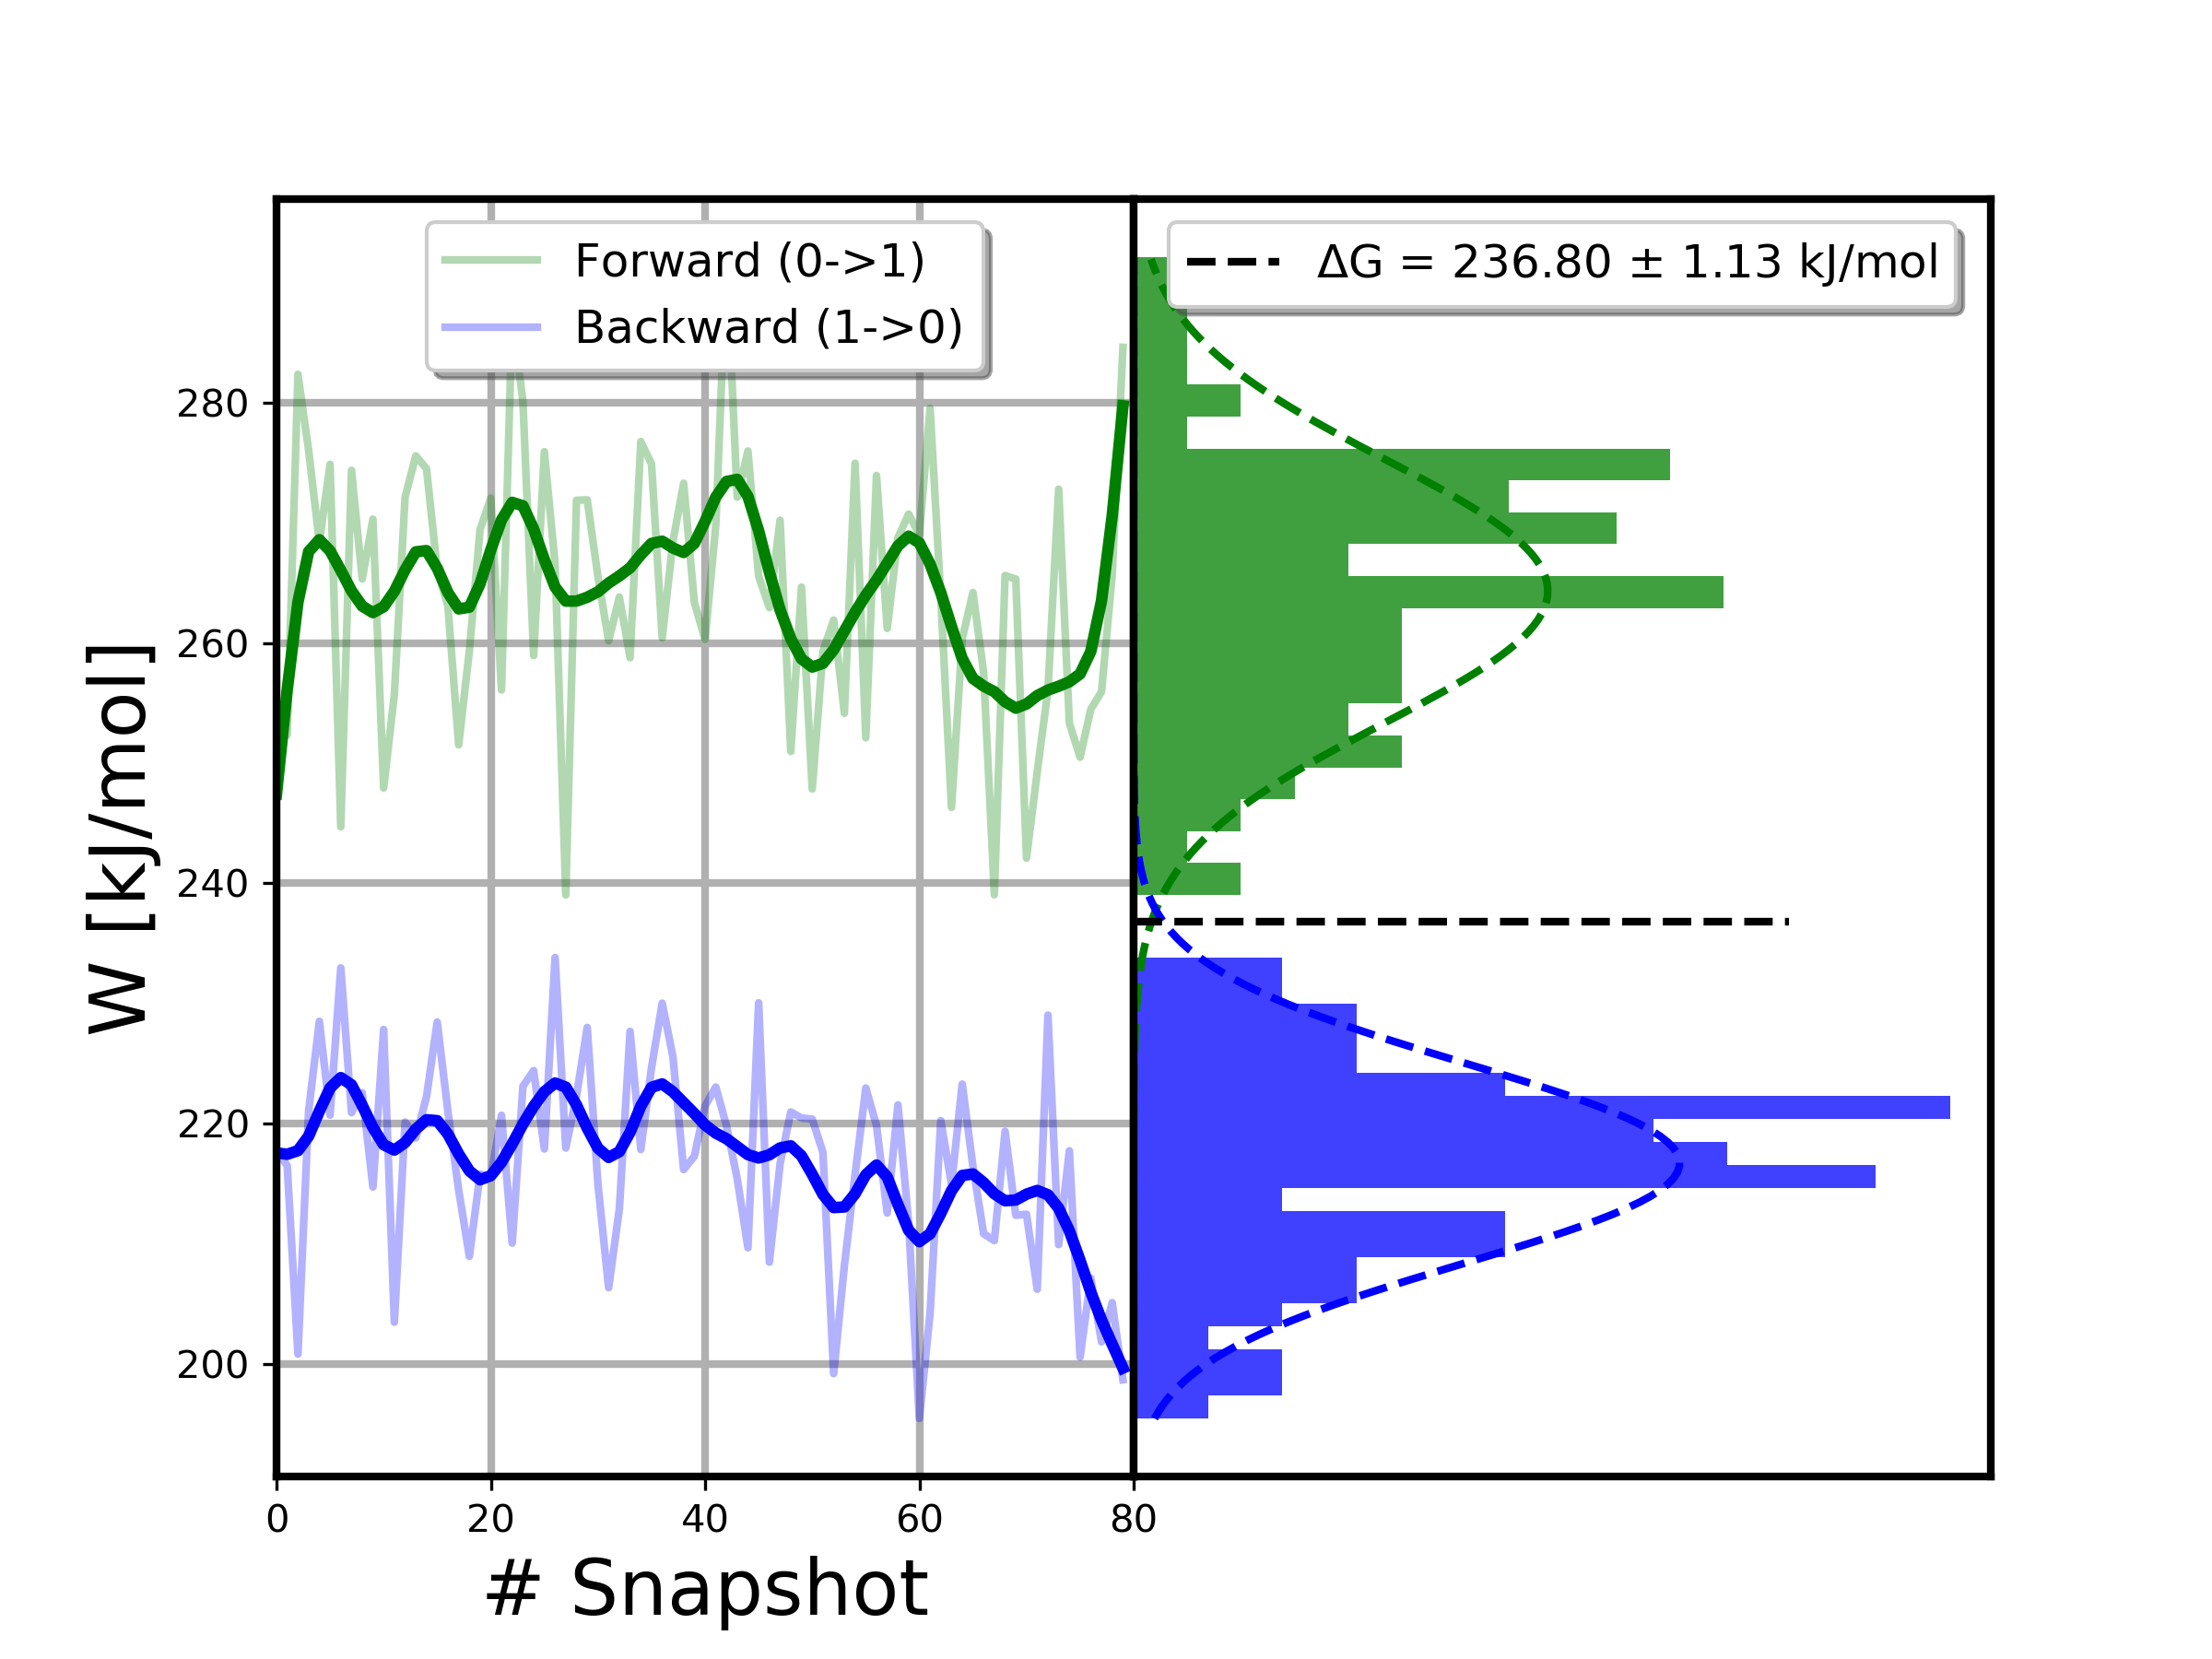 Forward (0->1)
Backward (1->0)
ΔG = 236.80 ± 1.13 kJ/mol
W [kJ/mol]
280
260
240
220
200
0 20 40 60 80
# Snapshot